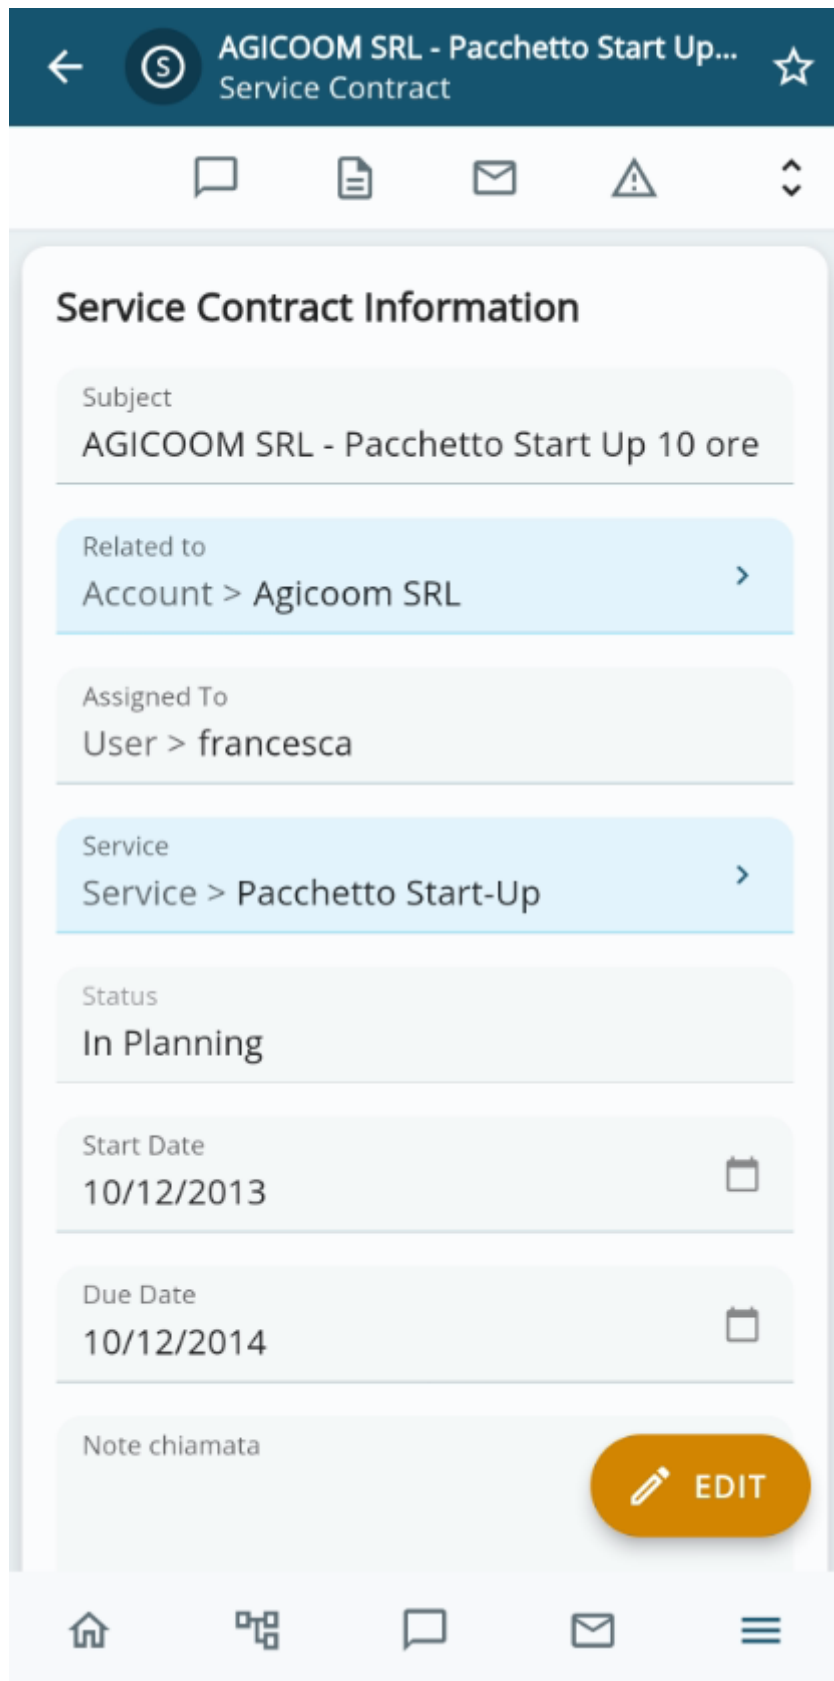 AGICOOM SRL - Pacchetto Start Up...
Service Contract
Service Contract Information
Subject
AGICOOM SRL - Pacchetto Start Up 10 ore
Related to
Account > Agicoom SRL
Assigned To
User > francesca
Service
Service > Pacchetto Start-Up
Status
In Planning
Start Date
10/12/2013
Due Date
10/12/2014
Note chiamata
EDIT